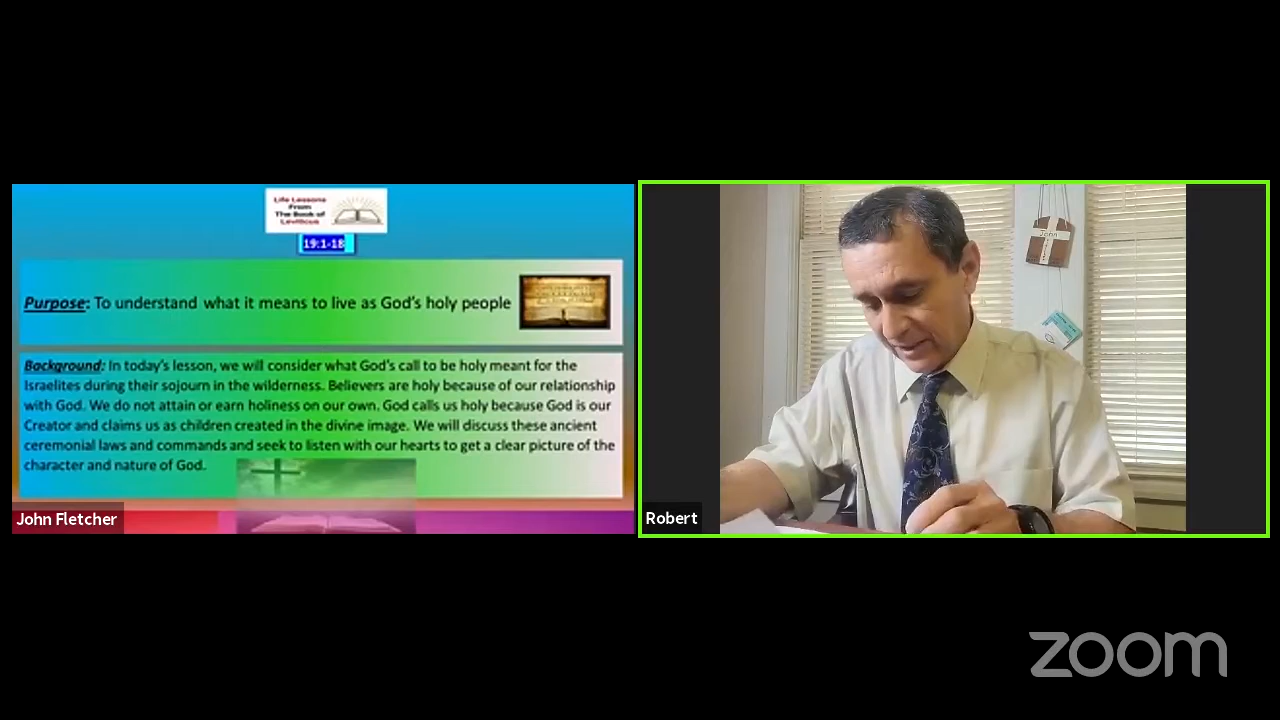 Life Lessons
From
The Book of
Leviticus
19:1-18
Purpose: To understand what it means to live as God's holy people
Background: In today's lesson, we will consider what God's call to be holy meant for the
Israelites during their sojourn in the wilderness. Believers are holy because of our relationship
with God. We do not attain or earn holiness on our own. God calls us holy because God is our
Creator and claims us as children created in the divine image. We will discuss these ancient
ceremonial laws and commands and seek to listen with our hearts to get a clear picture of the
character and nature of God.
John Fletcher
Robert
zoom